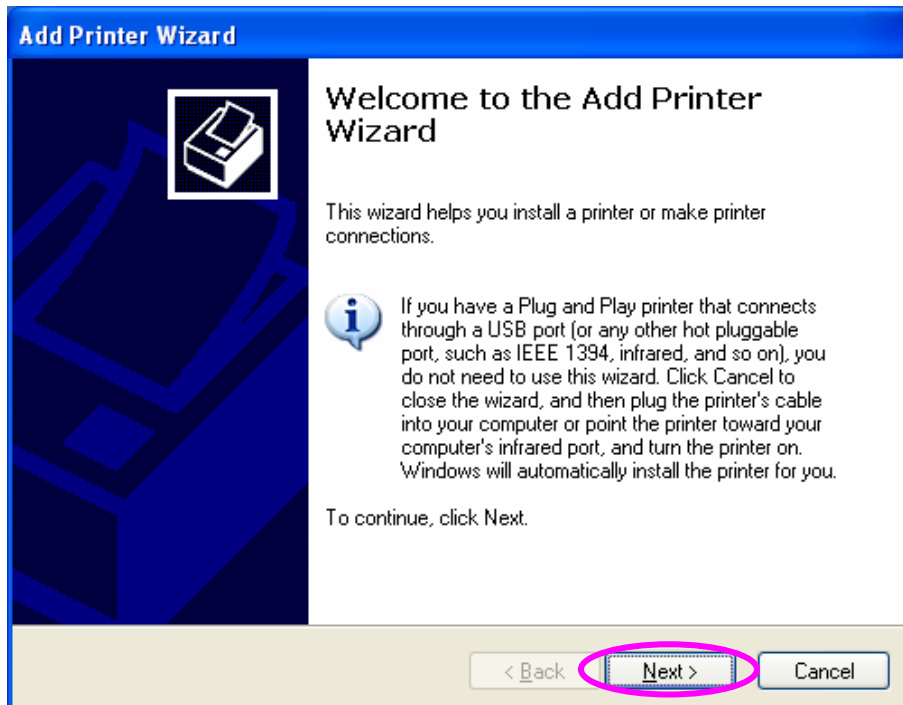 Add Printer Wizard
Welcome to the Add Printer
Wizard
This wizard helps you install a printer or make printer
connections.
If you have a Plug and Play printer that connects
through a USB port (or any other hot pluggable
port, such as IEEE 1394, infrared, and so on), you
do not need to use this wizard. Click Cancel to
close the wizard, and then plug the printer's cable
into your computer or point the printer toward your
computer's infrared port, and turn the printer on.
Windows will automatically install the printer for you.
To continue, click Next.
< Back Next > Cancel